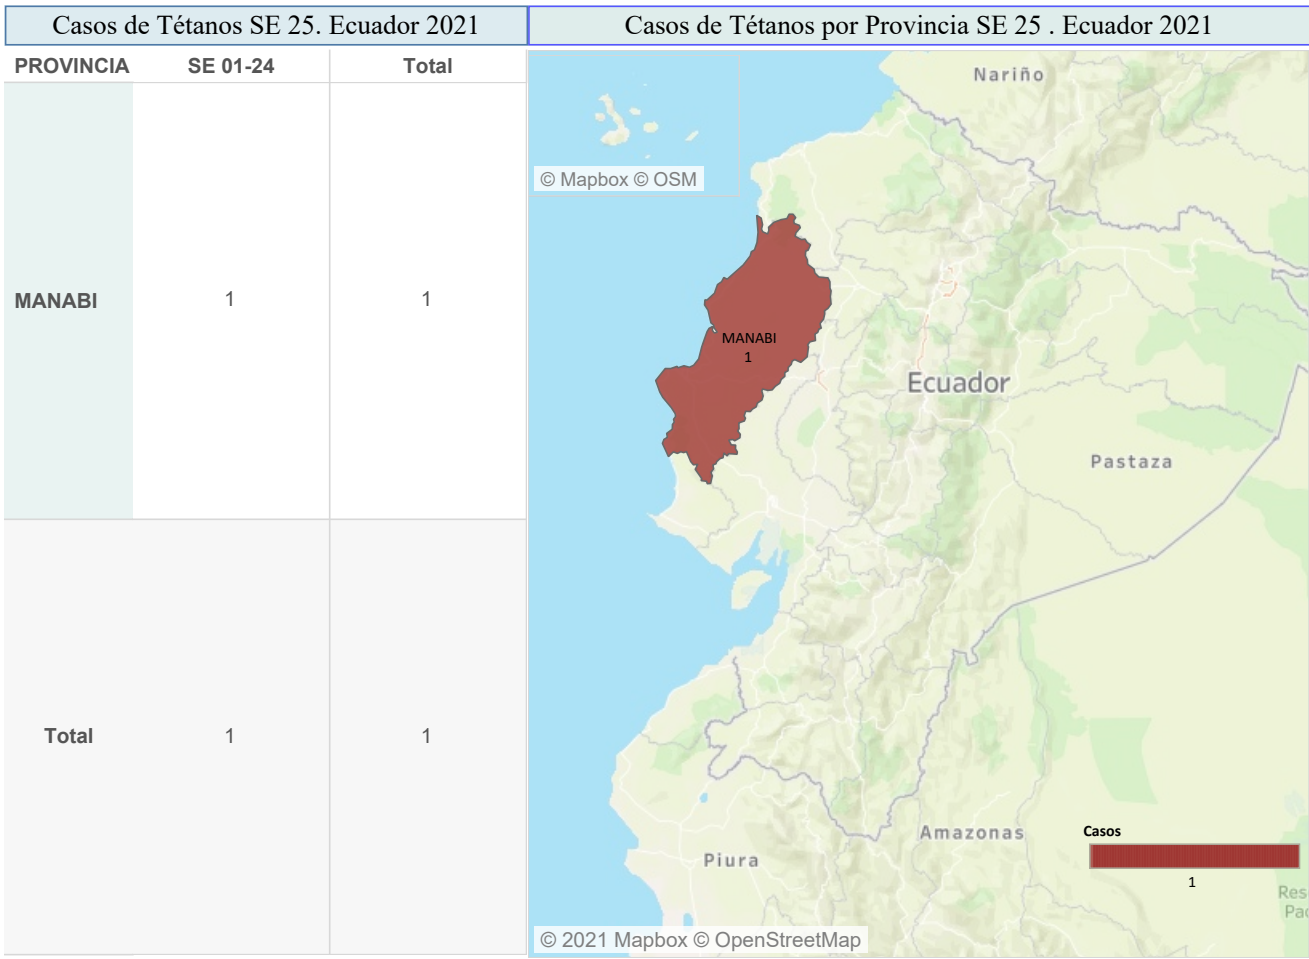 Casos de Tétanos SE 25. Ecuador 2021
PROVINCIA SE 01-24 Total
MANABI 1 1
Total 1 1
Casos de Tétanos por Provincia SE 25 . Ecuador 2021
Nariño
© Mapbox © OSM
MANABI
1
Ecuador
Pastaza
Amazonas
Piura
Casos
1
Res
Pac
© 2021 Mapbox © OpenStreetMap